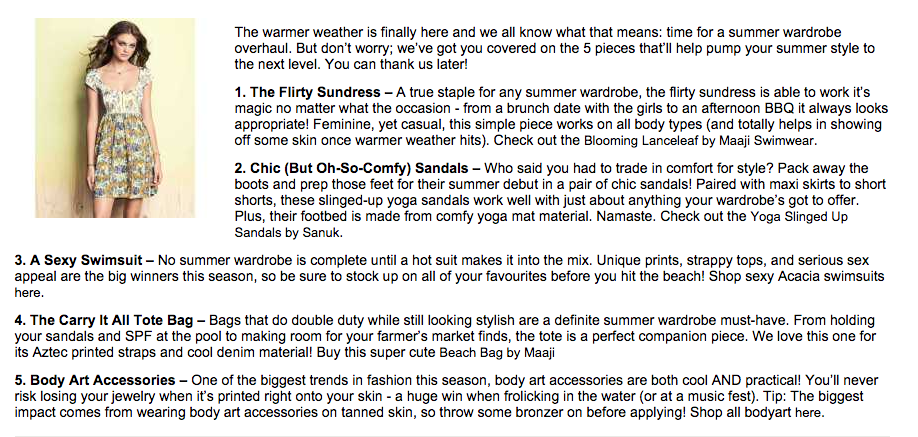 The warmer weather is finally here and we all know what that means: time for a summer wardrobe
overhaul. But don't worry; we've got you covered on the 5 pieces that'll help pump your summer style to
the next level. You can thank us later!
1. The Flirty Sundress – A true staple for any summer wardrobe, the flirty sundress is able to work it's
magic no matter what the occasion - from a brunch date with the girls to an afternoon BBQ it always looks
appropriate! Feminine, yet casual, this simple piece works on all body types (and totally helps in showing
off some skin once warmer weather hits). Check out the Blooming Lanceleaf by Maaji Swimwear.
2. Chic (But Oh-So-Comfy) Sandals – Who said you had to trade in comfort for style? Pack away the
boots and prep those feet for their summer debut in a pair of chic sandals! Paired with maxi skirts to short
shorts, these slinged-up yoga sandals work well with just about anything your wardrobe's got to offer.
Plus, their footbed is made from comfy yoga mat material. Namaste. Check out the Yoga Slinged Up
Sandals by Sanuk.
3. A Sexy Swimsuit – No summer wardrobe is complete until a hot suit makes it into the mix. Unique prints, strappy tops, and serious sex
appeal are the big winners this season, so be sure to stock up on all of your favourites before you hit the beach! Shop sexy Acacia swimsuits
here.
4. The Carry It All Tote Bag – Bags that do double duty while still looking stylish are a definite summer wardrobe must-have. From holding
your sandals and SPF at the pool to making room for your farmer's market finds, the tote is a perfect companion piece. We love this one for
its Aztec printed straps and cool denim material! Buy this super cute Beach Bag by Maaji
5. Body Art Accessories – One of the biggest trends in fashion this season, body art accessories are both cool AND practical! You'll never
risk losing your jewelry when it's printed right onto your skin - a huge win when frolicking in the water (or at a music fest). Tip: The biggest
impact comes from wearing body art accessories on tanned skin, so throw some bronzer on before applying! Shop all bodyart here.